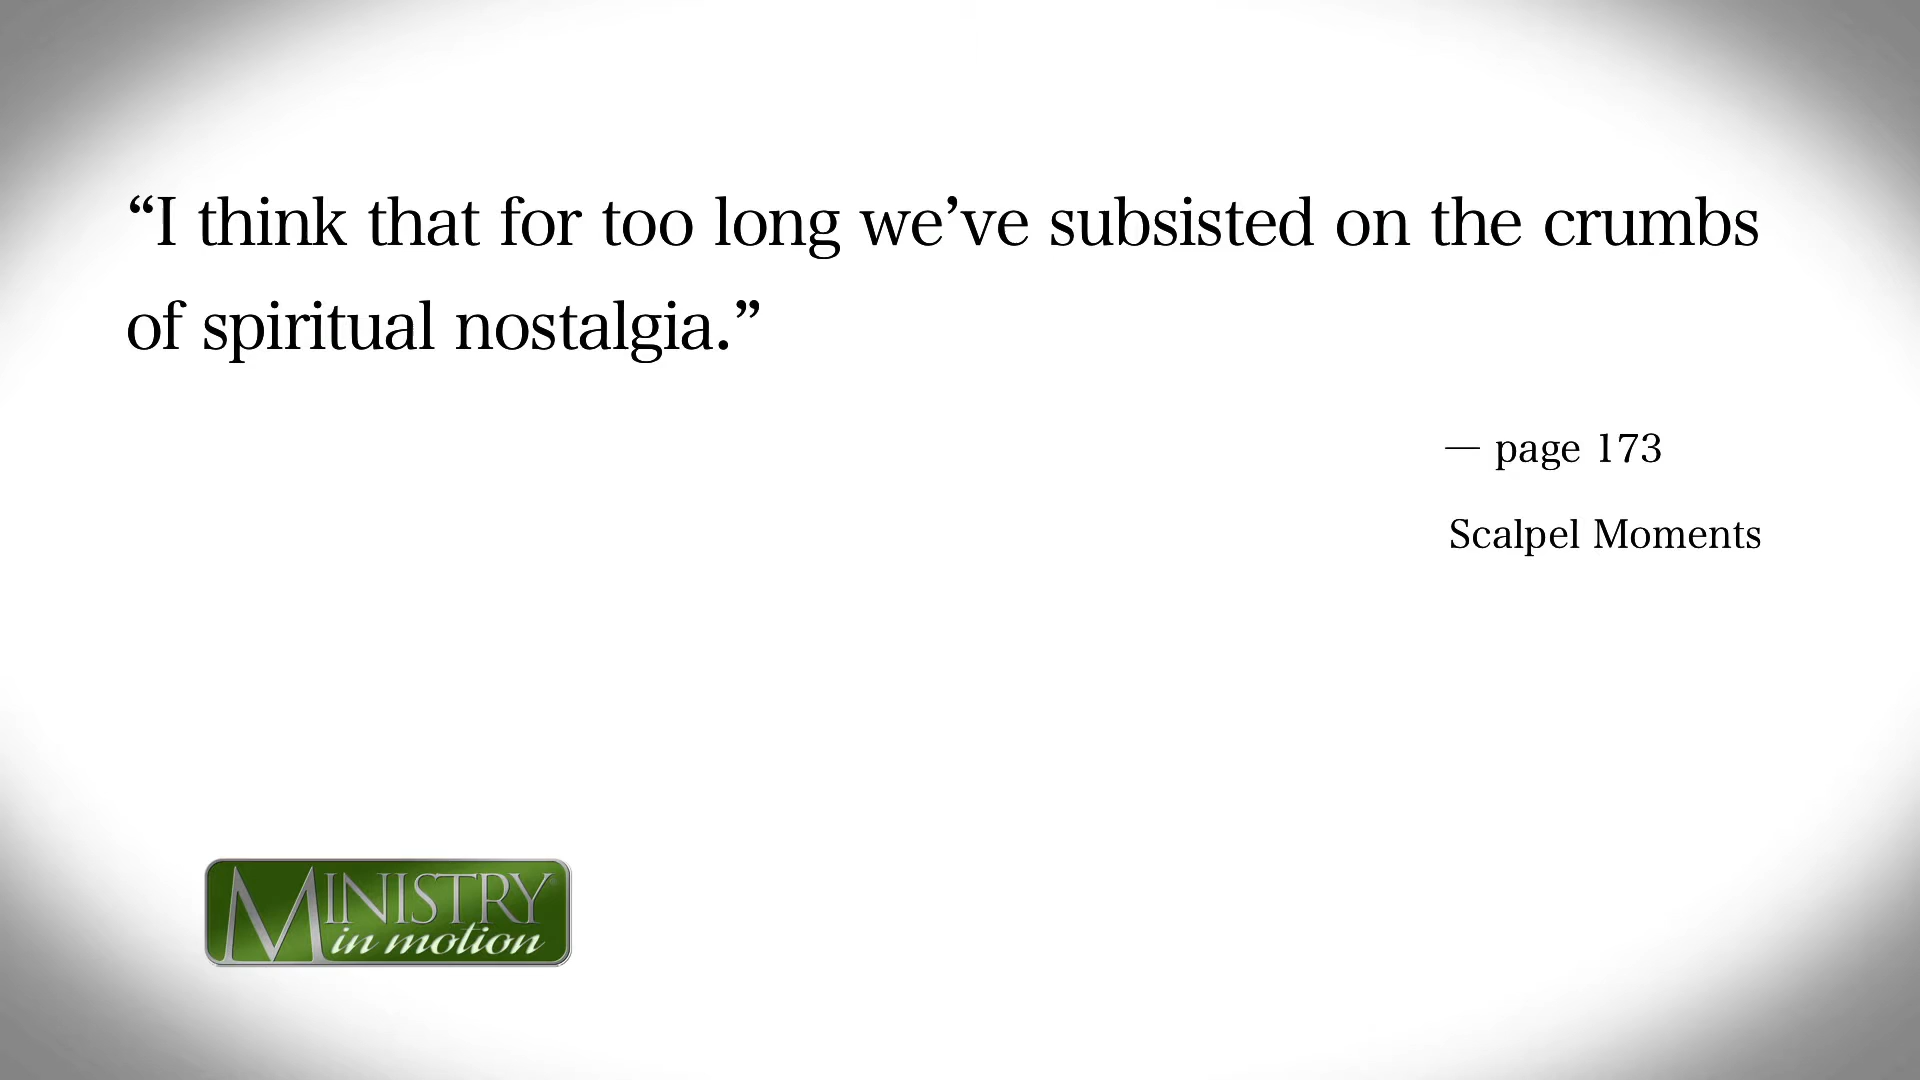 “I think that for too long we’ve subsisted on the crumbs
of spiritual nostalgia.”
— page 173
Scalpel Moments
MINISTRY
in motion